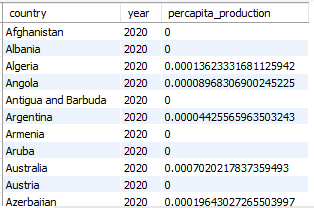 country year percapita_production
Afghanistan 2020 0
Albania 2020 0
Algeria 2020 0.00013623331681125942
Angola 2020 0.00008968306900245225
Antigua and Barbuda 2020 0
Argentina 2020 0.00004425565963503243
Armenia 2020 0
Aruba 2020 0
Australia 2020 0.0007020217837359493
Austria 2020 0
Azerbaijan 2020 0.00019643027265503997